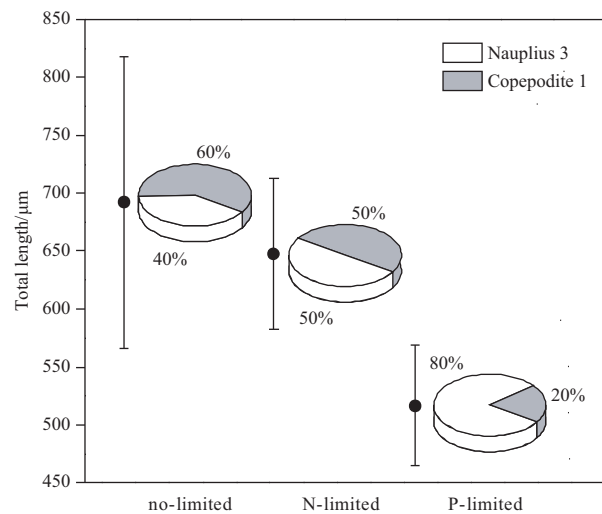 850
800
750
700
650
600
550
500
450
Total length/μm
Nauplius 3
Copepodite 1
60%
40%
50%
50%
80%
20%
no-limited
N-limited
P-limited